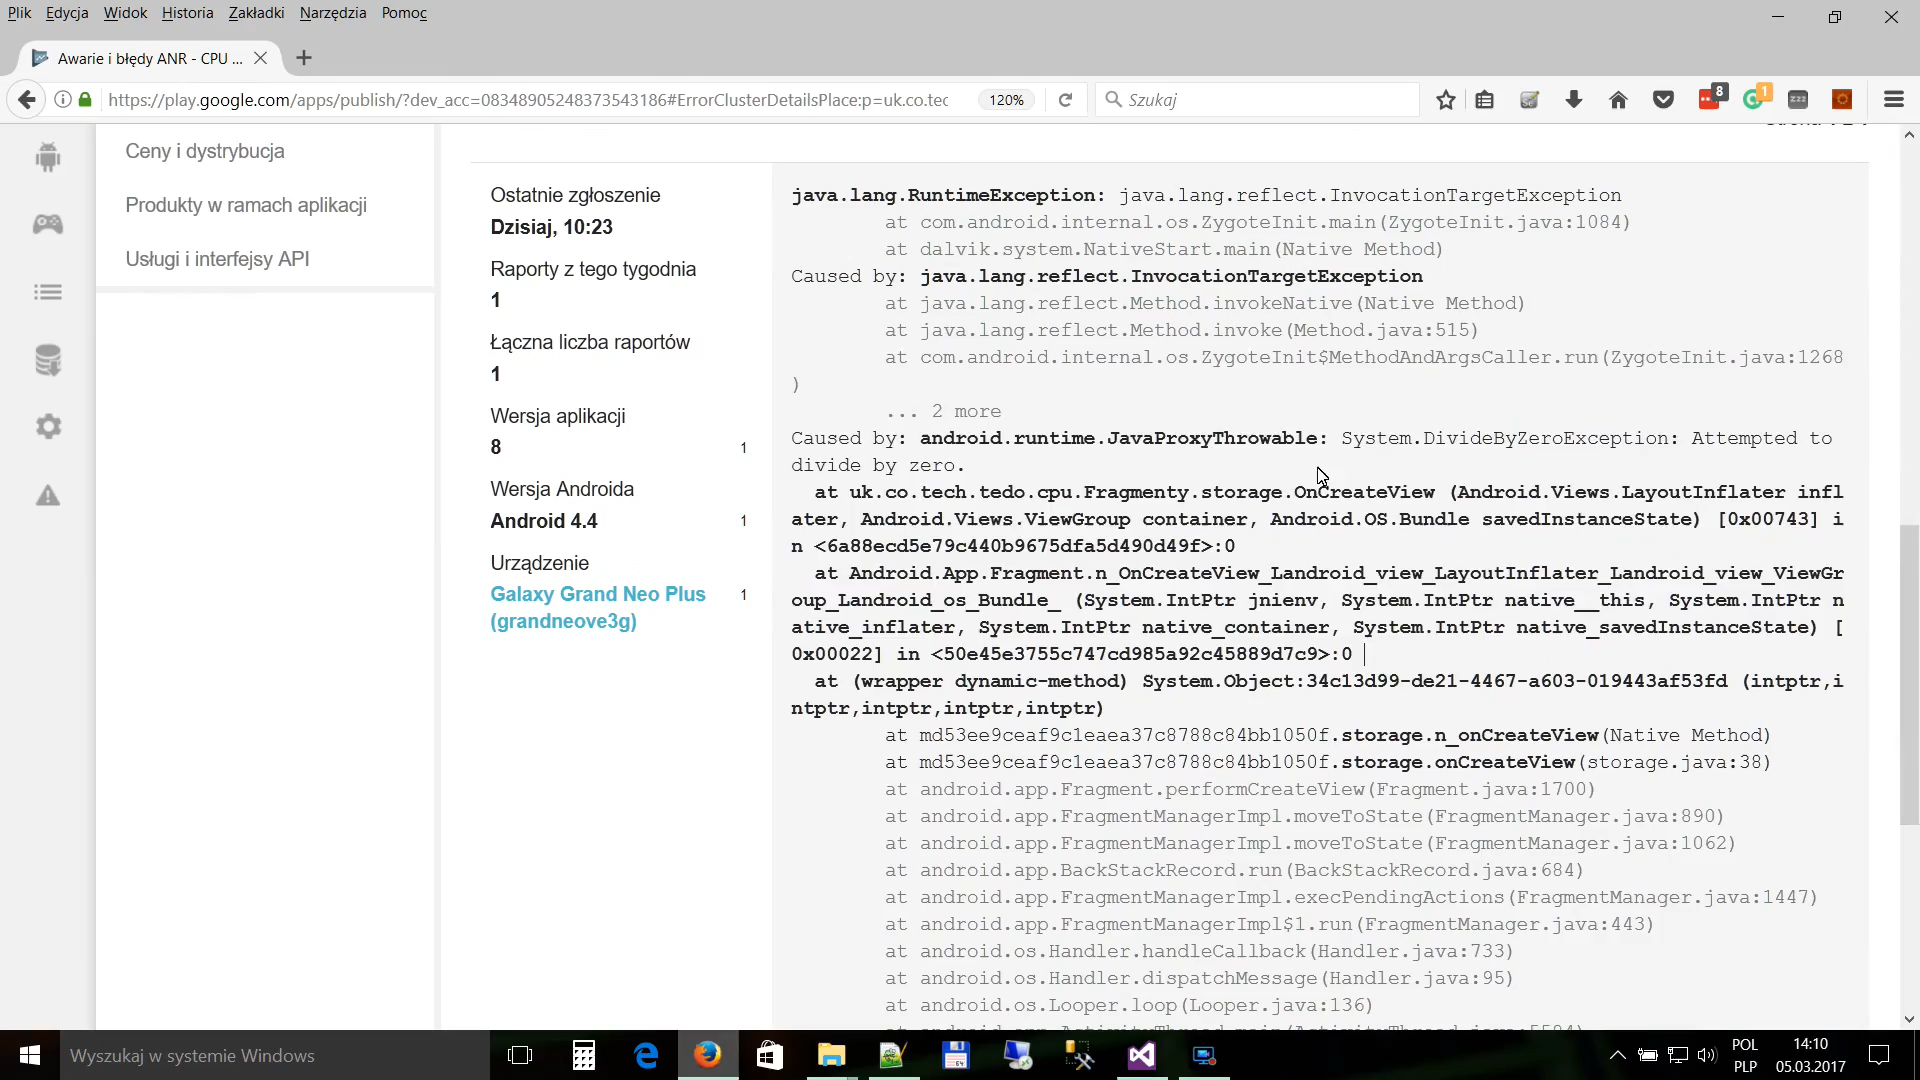 Plik Edycja Widok Historia Zakładki Narzędzia Pomoc
Awarie i błędy ANR - CPU ...
https://play.google.com/apps/publish/?dev_acc=08348905248373543186#ErrorClusterDetailsPlace:p=uk.co.tec 120% Szukaj 8 1 zzz
Ceny i dystrybucja
Produkty w ramach aplikacji
Usługi i interfejsy API
Ostatnie zgłoszenie
Dzisiaj, 10:23
Raporty z tego tygodnia
1
Łączna liczba raportów
1
Wersja aplikacji
8 1
Wersja Androida
Android 4.4 1
Urządzenie
Galaxy Grand Neo Plus 1
(grandneove3g)
java.lang.RuntimeException: java.lang.reflect.InvocationTargetException
at com.android.internal.os.ZygoteInit.main(ZygoteInit.java:1084)
at dalvik.system.NativeStart.main(Native Method)
Caused by: java.lang.reflect.InvocationTargetException
at java.lang.reflect.Method.invokeNative(Native Method)
at java.lang.reflect.Method.invoke(Method.java:515)
at com.android.internal.os.ZygoteInit$MethodAndArgsCaller.run(ZygoteInit.java:1268
)
... 2 more
Caused by: android.runtime.JavaProxyThrowable: System.DivideByZeroException: Attempted to
divide by zero.
at uk.co.tech.tedo.cpu.Fragmenty.storage.OnCreateView (Android.Views.LayoutInflater infl
ater, Android.Views.ViewGroup container, Android.OS.Bundle savedInstanceState) [0x00743] i
n <6a88ecd5e79c440b9675dfa5d490d49f>:0
at Android.App.Fragment.n_OnCreateView_Landroid_view_LayoutInflater_Landroid_view_ViewGr
oup_Landroid_os_Bundle_ (System.IntPtr jnienv, System.IntPtr native__this, System.IntPtr n
ative_inflater, System.IntPtr native_container, System.IntPtr native_savedInstanceState) [
0x00022] in <50e45e3755c747cd985a92c45889d7c9>:0
at (wrapper dynamic-method) System.Object:34c13d99-de21-4467-a603-019443af53fd (intptr,i
ntptr,intptr,intptr,intptr)
at md53ee9ceaf9c1eaea37c8788c84bb1050f.storage.n_onCreateView(Native Method)
at md53ee9ceaf9c1eaea37c8788c84bb1050f.storage.onCreateView(storage.java:38)
at android.app.Fragment.performCreateView(Fragment.java:1700)
at android.app.FragmentManagerImpl.moveToState(FragmentManager.java:890)
at android.app.FragmentManagerImpl.moveToState(FragmentManager.java:1062)
at android.app.BackStackRecord.run(BackStackRecord.java:684)
at android.app.FragmentManagerImpl.execPendingActions(FragmentManager.java:1447)
at android.app.FragmentManagerImpl$1.run(FragmentManager.java:443)
at android.os.Handler.handleCallback(Handler.java:733)
at android.os.Handler.dispatchMessage(Handler.java:95)
at android.os.Looper.loop(Looper.java:136)
Wyszukaj w systemie Windows
64
POL
PLP
14:10
05.03.2017